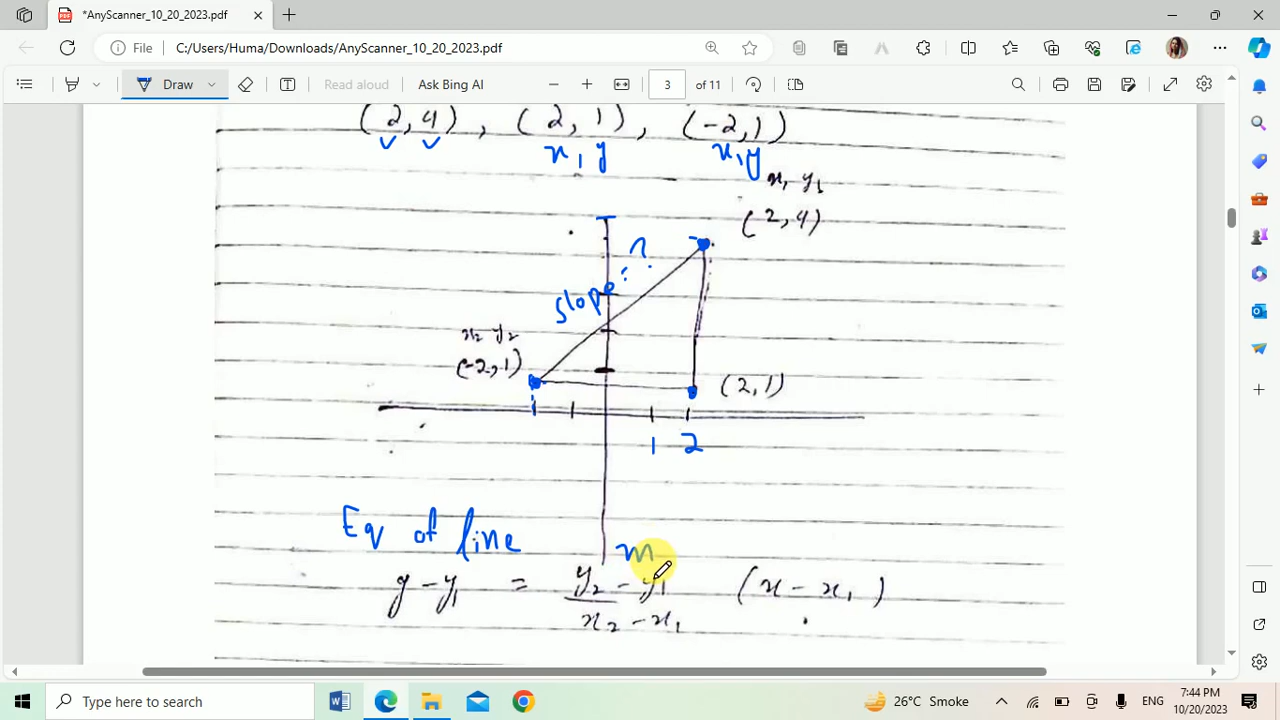 *AnyScanner_10_20_2023.pdf
File C:/Users/Huma/Downloads/AnyScanner_10_20_2023.pdf
Draw Read aloud Ask Bing AI 3 of 11
(2,4), (2,1), (-2,1)
x, y x, y
x, y₁
(2,4)
slope ?
x₂ y₂
(-2,1)
(2,1)
1 2
Eq of line
m
y - y₁ = y₂ - y₁ (x - x₁)
x₂ - x₁
Type here to search
26°C Smoke
ENG
7:44 PM
10/20/2023